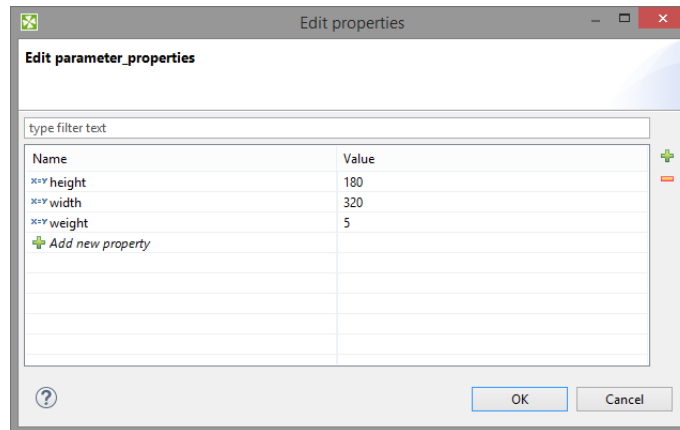 Edit properties
Edit parameter_properties
type filter text
Name Value
x=y height 180
x=y width 320
x=y weight 5
Add new property
? OK Cancel